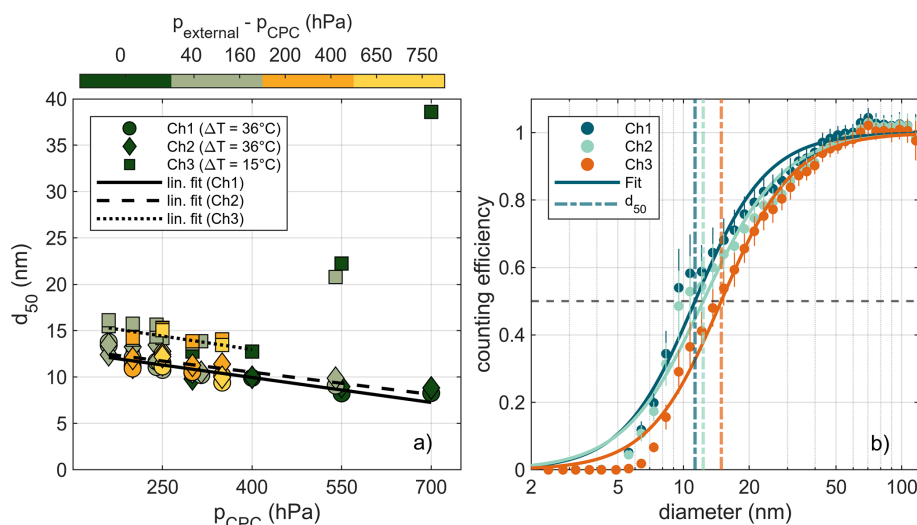 p_external - p_CPC (hPa)
0 40 160 200 400 650 750
40
35
30
25
20
15
10
5
0
d_50 (nm)
Ch1 (ΔT = 36°C)
Ch2 (ΔT = 36°C)
Ch3 (ΔT = 15°C)
lin. fit (Ch1)
lin. fit (Ch2)
lin. fit (Ch3)
a)
250 400 550 700
p_CPC (hPa)
1
0.8
0.6
0.4
0.2
0
counting efficiency
Ch1
Ch2
Ch3
Fit
d_50
b)
2 5 10 20 50 100
diameter (nm)